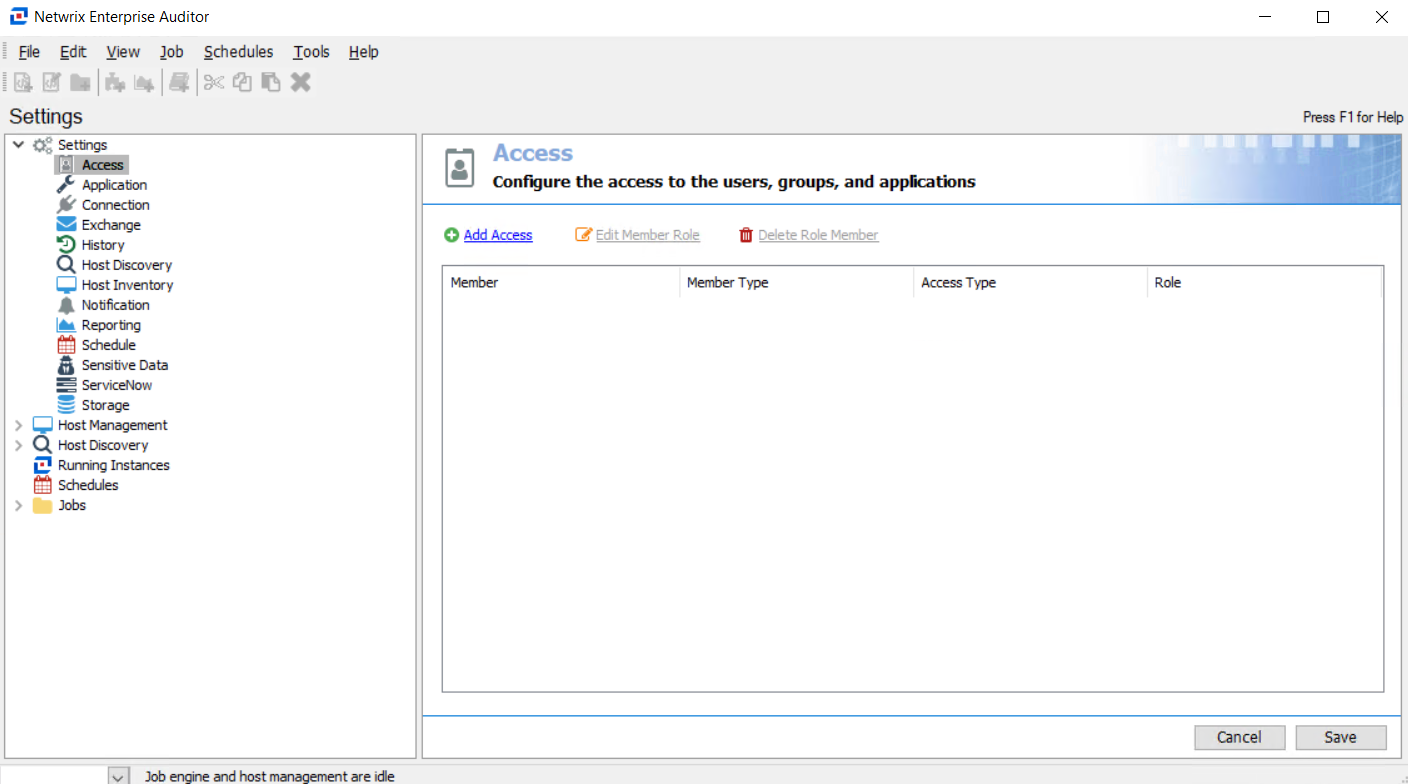 Netwrix Enterprise Auditor
File Edit View Job Schedules Tools Help
Settings
Press F1 for Help
Settings
Access
Application
Connection
Exchange
History
Host Discovery
Host Inventory
Notification
Reporting
Schedule
Sensitive Data
ServiceNow
Storage
Host Management
Host Discovery
Running Instances
Schedules
Jobs
Access
Configure the access to the users, groups, and applications
Add Access Edit Member Role Delete Role Member
Member Member Type Access Type Role
Cancel Save
Job engine and host management are idle